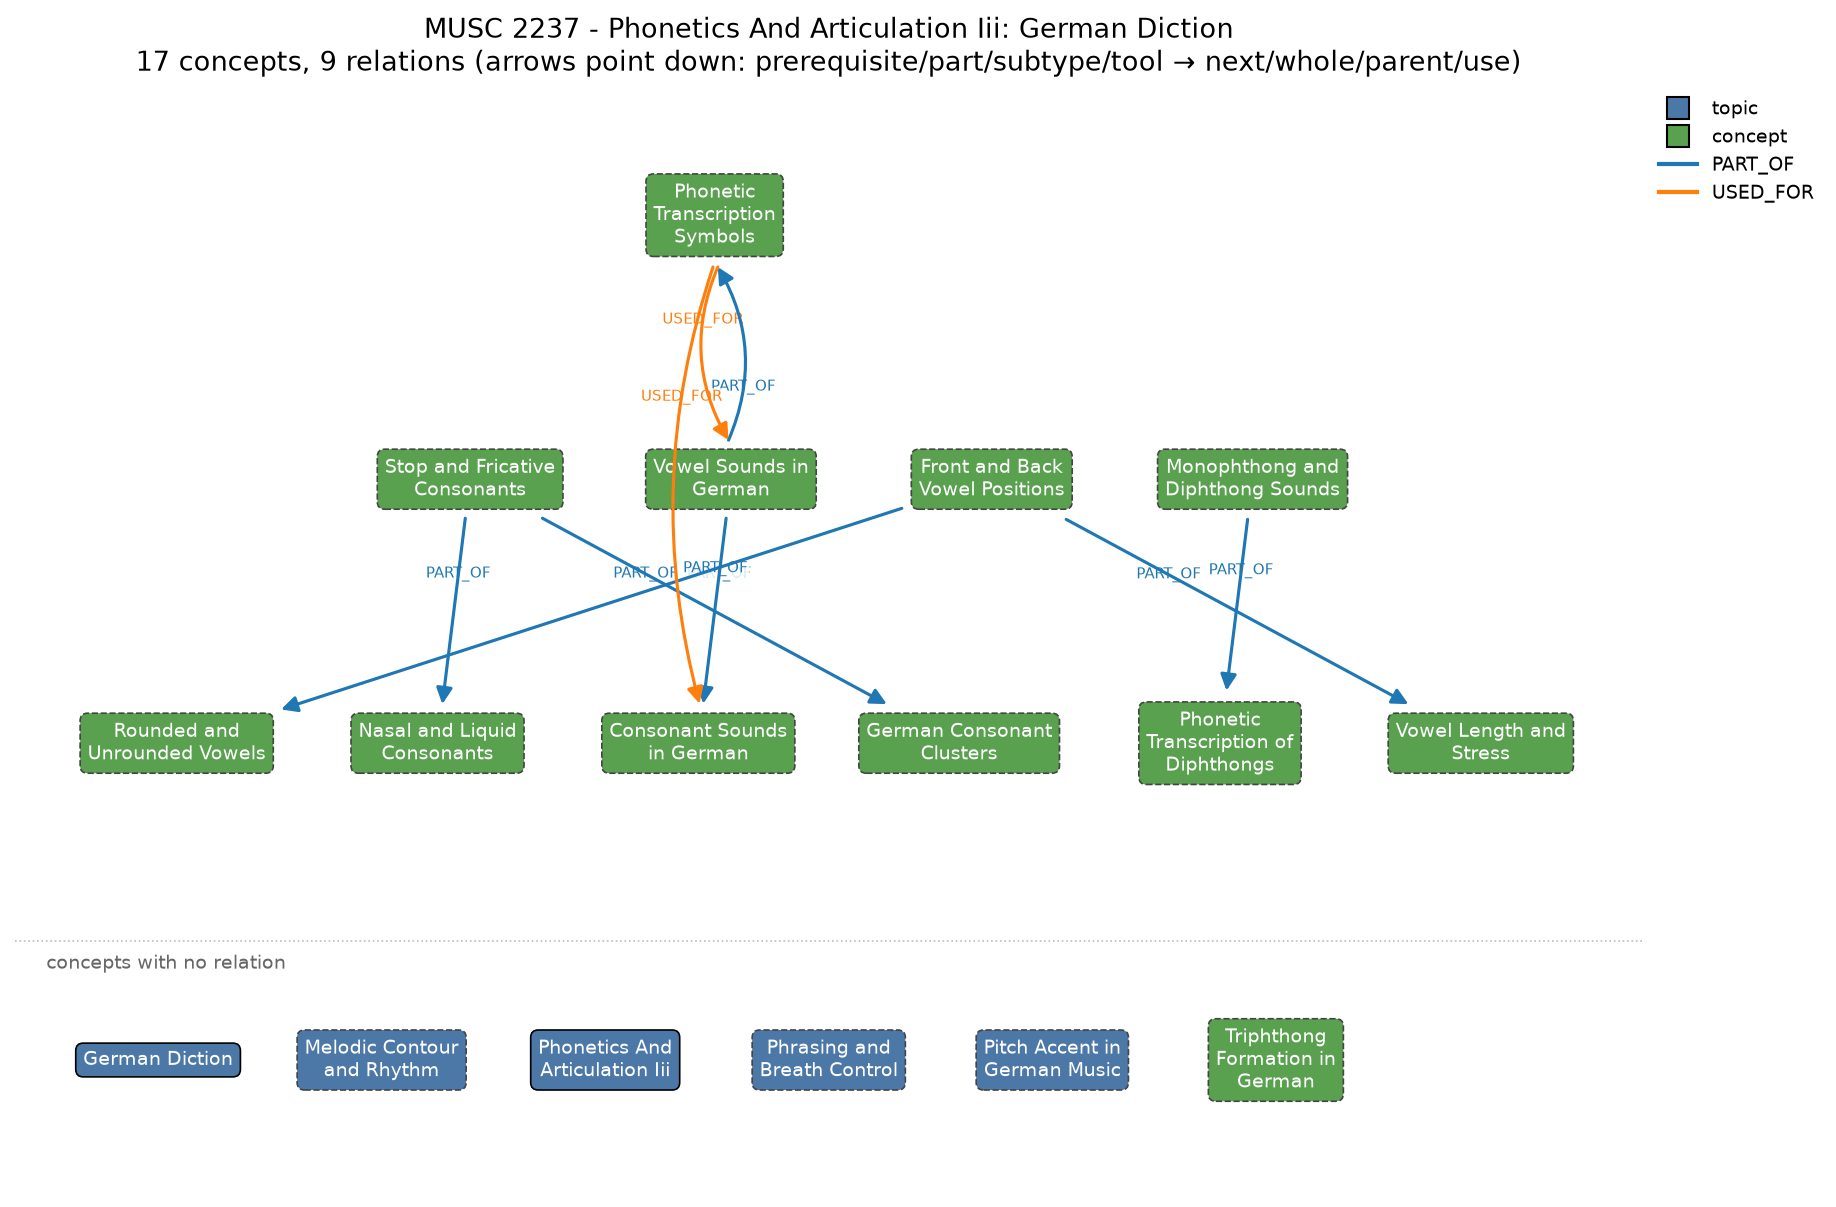 MUSC 2237 - Phonetics And Articulation Iii: German Diction
17 concepts, 9 relations (arrows point down: prerequisite/part/subtype/tool → next/whole/parent/use)
topic
concept
PART_OF
USED_FOR
Phonetic
Transcription
Symbols
USED_FOR
PART_OF
USED_FOR
Stop and Fricative
Consonants
Vowel Sounds in
German
Front and Back
Vowel Positions
Monophthong and
Diphthong Sounds
PART_OF
PART_OF
PART_OF
PART_OF
PART_OF
PART_OF
Rounded and
Unrounded Vowels
Nasal and Liquid
Consonants
Consonant Sounds
in German
German Consonant
Clusters
Phonetic
Transcription of
Diphthongs
Vowel Length and
Stress
concepts with no relation
German Diction
Melodic Contour
and Rhythm
Phonetics And
Articulation Iii
Phrasing and
Breath Control
Pitch Accent in
German Music
Triphthong
Formation in
German